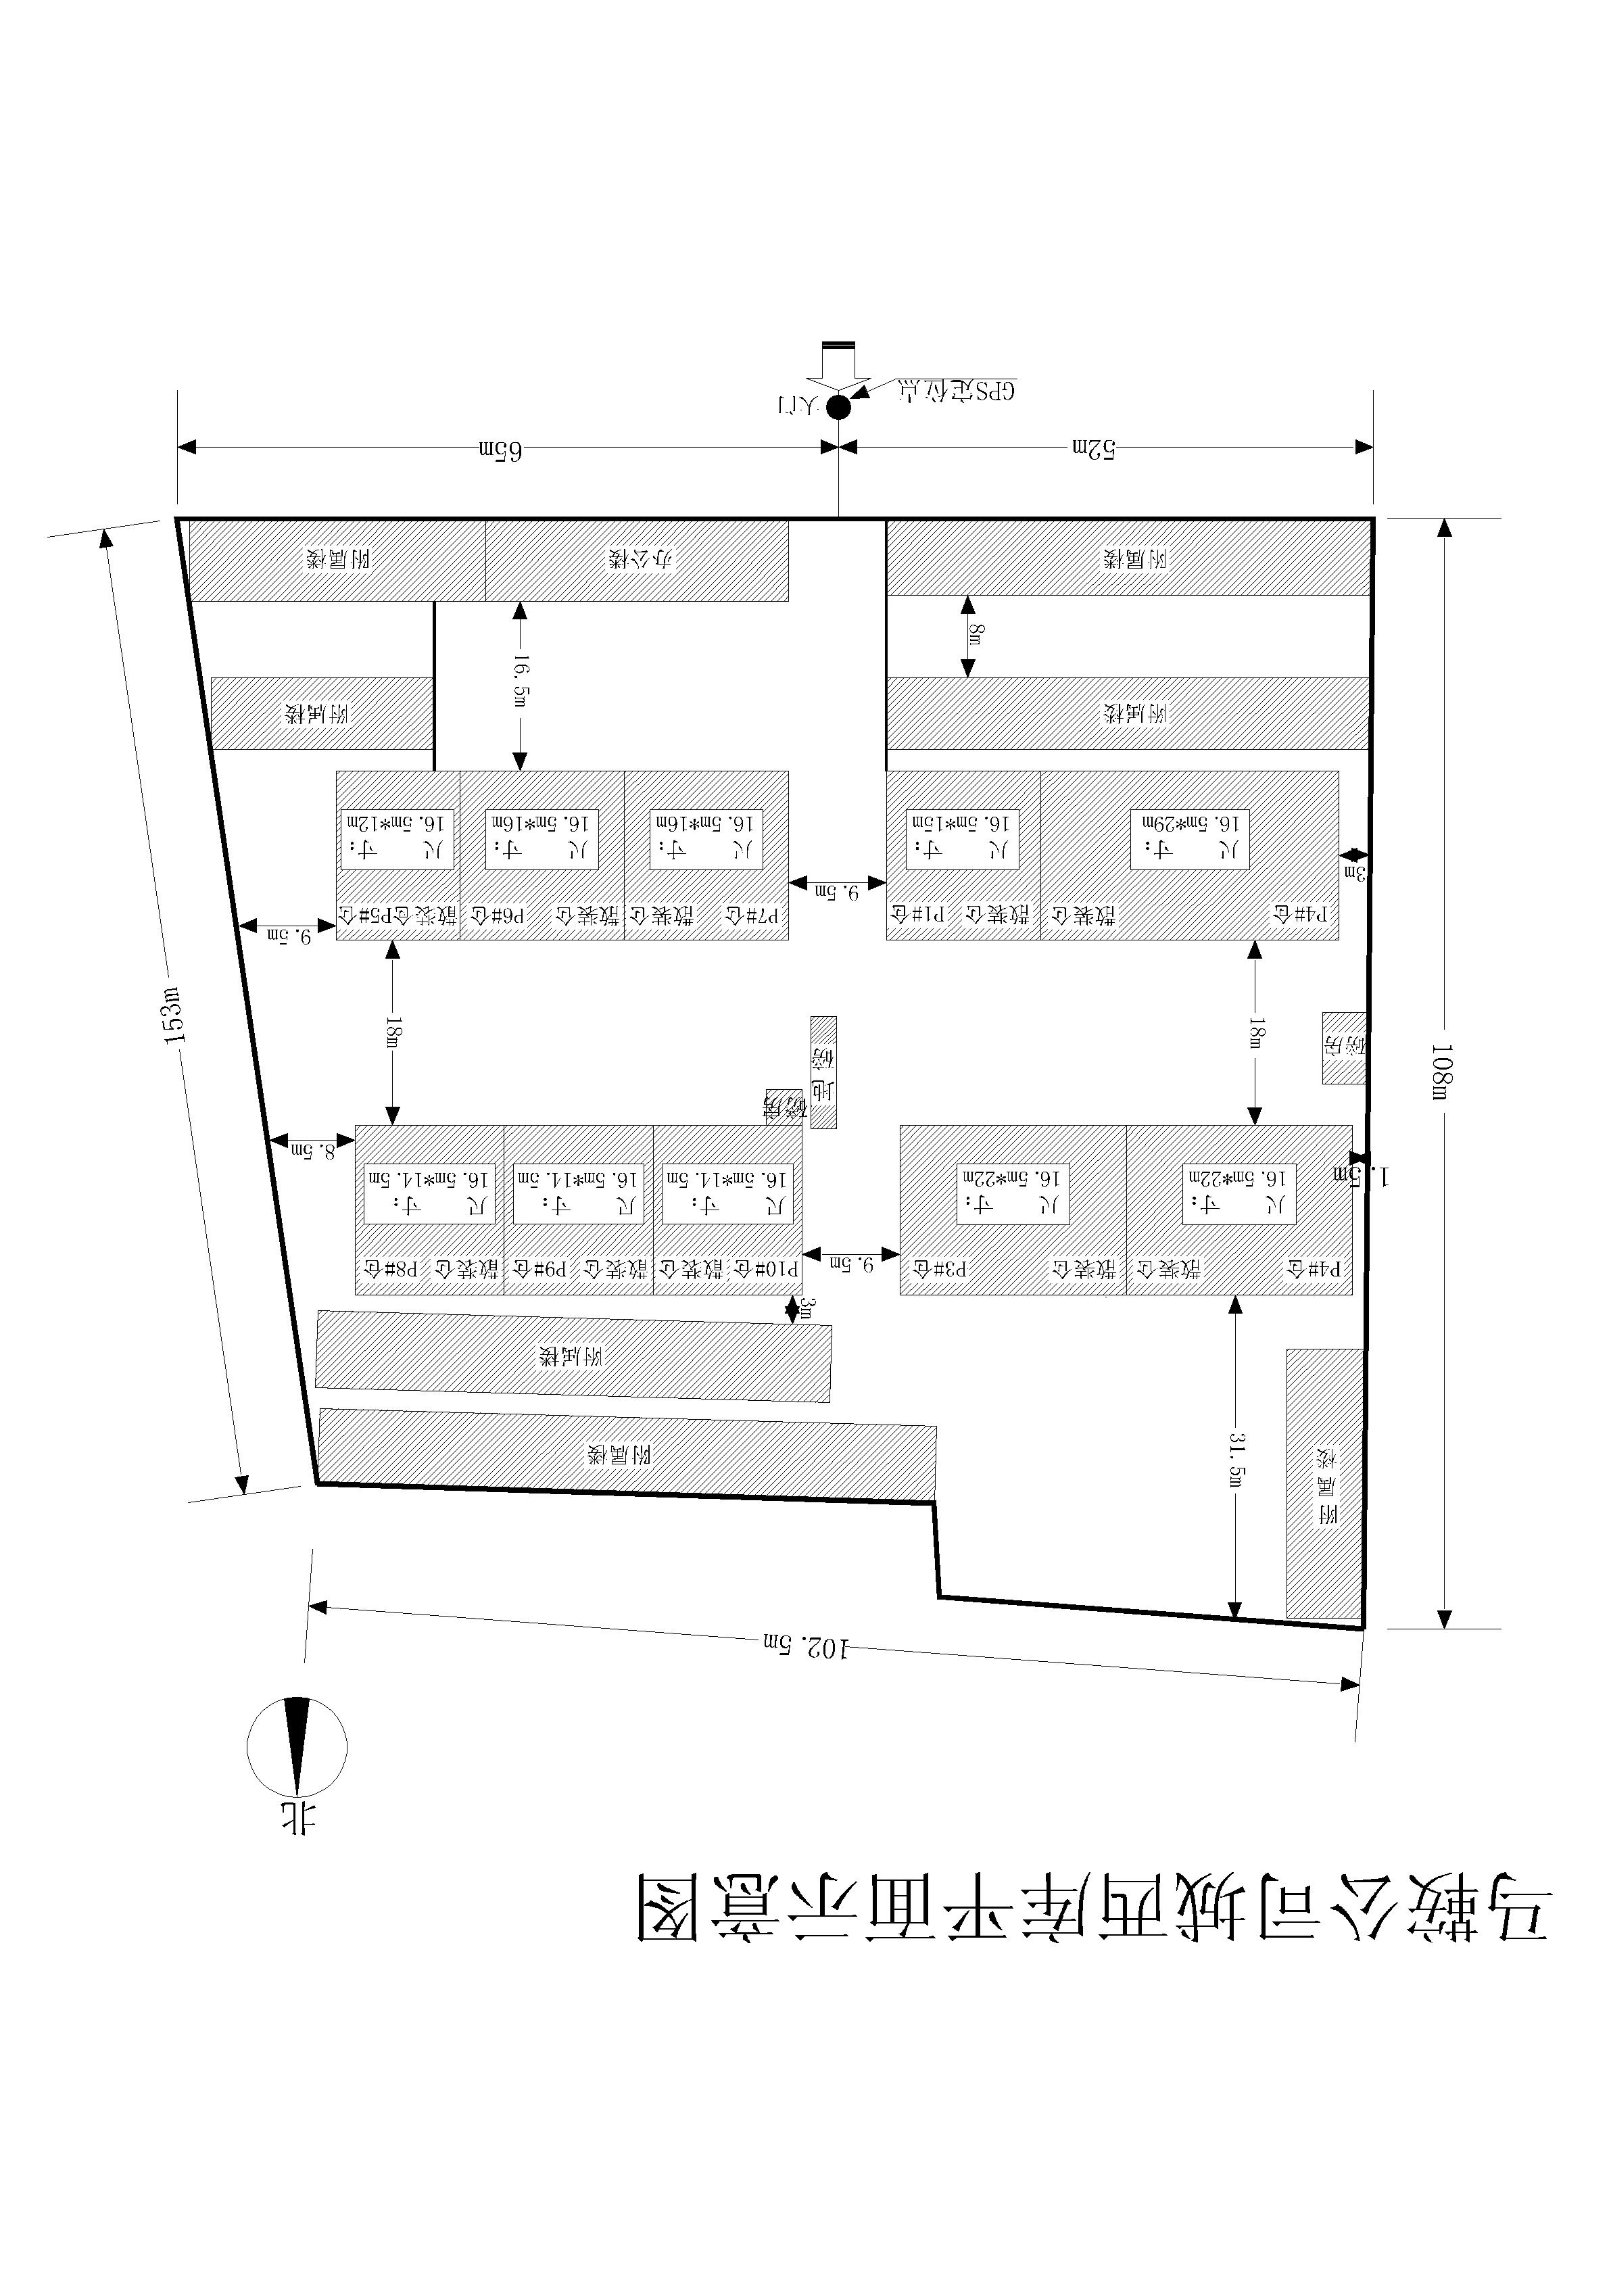 马鞍公司城西库平面示意图
北
102.5m
附属楼
31.5m
附属楼
附属楼
3m
P4#仓 散装仓
尺 寸：
16.5m*22m
散装仓 P3#仓
尺 寸：
16.5m*22m
9.5m
P10#仓 散装仓
尺 寸：
16.5m*14.5m
散装仓 P9#仓
尺 寸：
16.5m*14.5m
散装仓 P8#仓
尺 寸：
16.5m*14.5m
1.5m
8.5m
108m
磅房
18m
地磅
磅房
18m
153m
P4#仓 散装仓
尺 寸：
16.5m*29m
散装仓 P1#仓
尺 寸：
16.5m*15m
3m
9.5m
P7#仓 散装仓
尺 寸：
16.5m*16m
散装仓 P6#仓
尺 寸：
16.5m*16m
散装仓P5#仓
尺 寸：
16.5m*12m
9.5m
附属楼
附属楼
8m
16.5m
附属楼
办公楼
附属楼
52m
65m
GPS定位点
大门